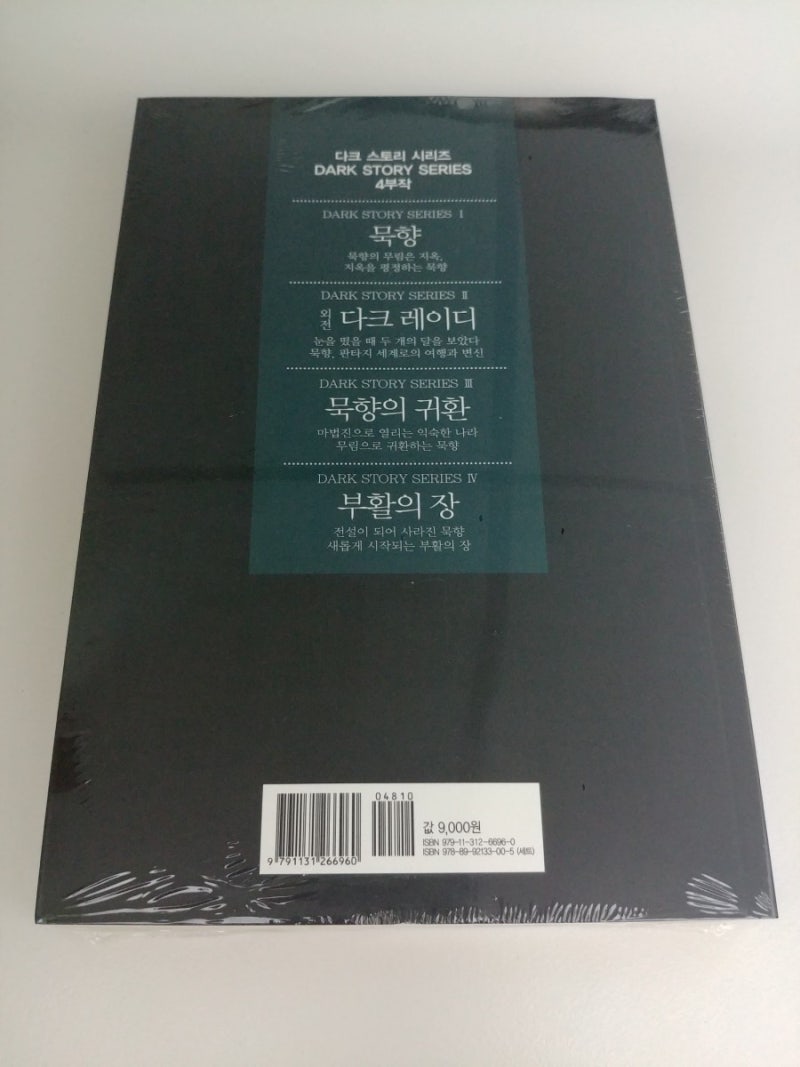 다크 스토리 시리즈
DARK STORY SERIES
4부작
DARK STORY SERIES Ⅰ
묵향
묵향의 무림은 지옥,
지옥을 평정하는 묵향
DARK STORY SERIES Ⅱ
외전 다크 레이디
눈을 떴을 때 두 개의 달을 보았다
묵향, 판타지 세계로의 여행과 변신
DARK STORY SERIES Ⅲ
묵향의 귀환
마법진으로 열리는 익숙한 나라
무림으로 귀환하는 묵향
DARK STORY SERIES Ⅳ
부활의 장
전설이 되어 사라진 묵향
새롭게 시작되는 부활의 장
04810
값 9,000원
ISBN 979-11-312-6696-0
ISBN 978-89-92133-00-5 (세트)
9 791131 266960